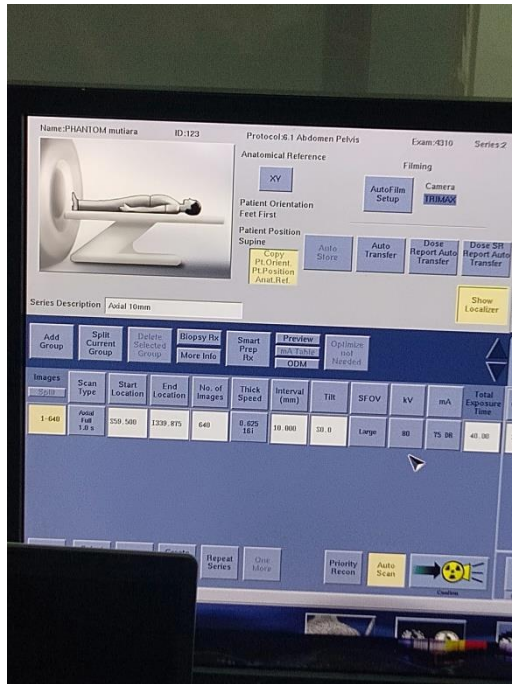 Name:PHANTOM mutiara ID:123 Protocol:6.1 Abdomen Pelvis Exam:4310 Series:2
Anatomical Reference
Filming
XY
AutoFilm Setup
Camera
TRIMAX
Patient Orientation
Feet First
Patient Position
Supine
Copy Pt.Orient. Pt.Position Anat.Ref.
Auto Store
Auto Transfer
Dose Report Auto Transfer
Dose SR Report Auto Transfer
Series Description Axial 10mm
Show Localizer
Add Group
Split Current Group
Delete Selected Group
Biopsy Rx
More Info
Smart Prep Rx
Preview
mA Table
ODM
Optimize not Needed
Images
Split
Scan Type
Start Location
End Location
No. of Images
Thick Speed
Interval (mm)
Tilt
SFOV
kV
mA
Total Exposure Time
1-640
Axial Full 1.0 s
S59.500
I339.875
640
0.625 16i
10.000
S0.0
Large
80
75
40.00
Repeat Series
One More
Priority Recon
Auto Scan
Confirm